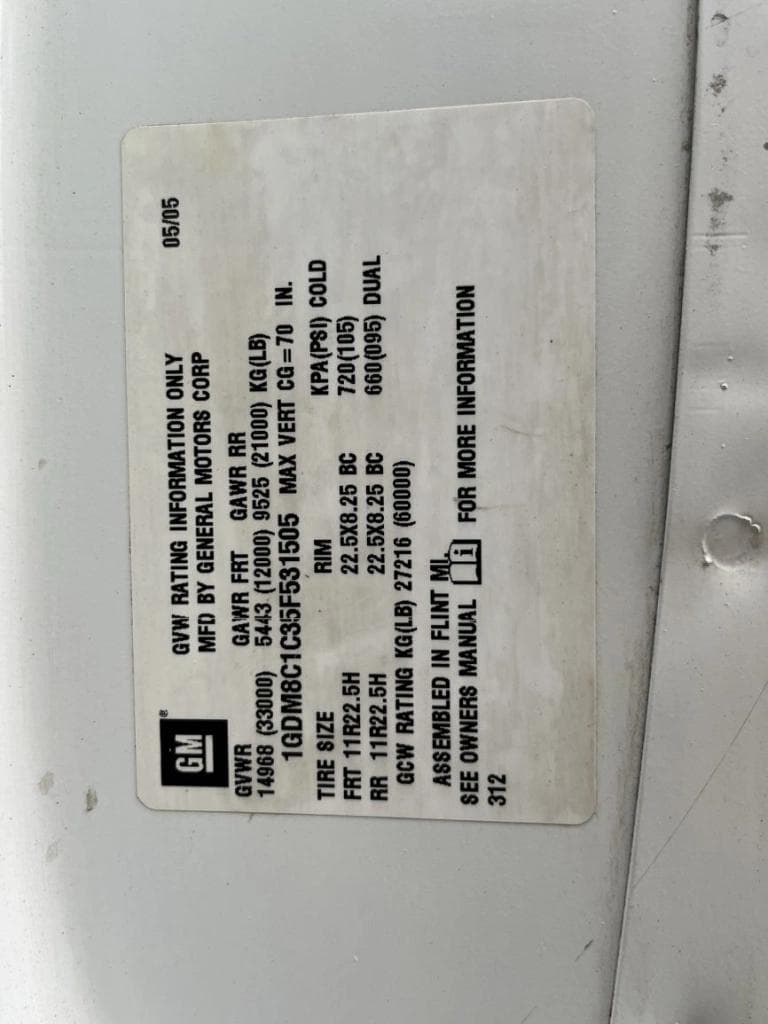 GM®
GVW RATING INFORMATION ONLY 05/05
MFD BY GENERAL MOTORS CORP
GVWR GAWR FRT GAWR RR
14968 (33000) 5443 (12000) 9525 (21000) KG(LB)
1GDM8C1C35F531505 MAX VERT CG=70 IN.
TIRE SIZE RIM KPA(PSI) COLD
FRT 11R22.5H 22.5X8.25 BC 720(105)
RR 11R22.5H 22.5X8.25 BC 660(095) DUAL
GCW RATING KG(LB) 27216 (60000)
ASSEMBLED IN FLINT MI.
SEE OWNERS MANUAL i FOR MORE INFORMATION
312